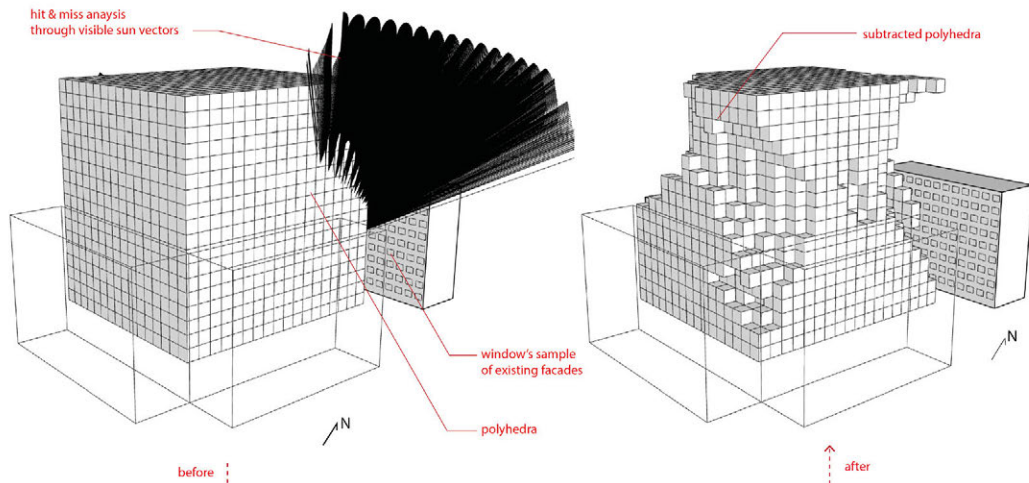 hit & miss anaysis
through visible sun vectors
subtracted polyhedra
window's sample
of existing facades
polyhedra
N
N
before
after